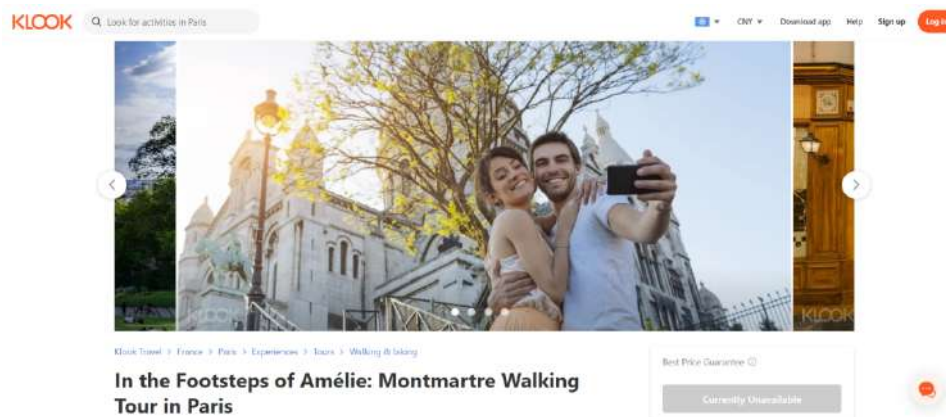 KLOOK
Look for activities in Paris
CNY
Download app
Help
Sign up
Log in
KLOOK
KLOOK
Klook Travel > France > Paris > Experiences > Tours > Walking & biking
In the Footsteps of Amélie: Montmartre Walking
Tour in Paris
Best Price Guarantee
Currently Unavailable